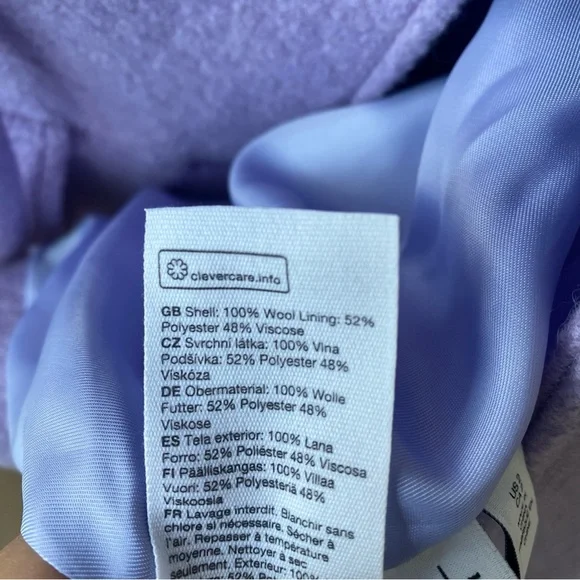 clevercare.info
GB Shell: 100% Wool Lining: 52%
Polyester 48% Viscose
CZ Svrchní látka: 100% Vlna
Podšívka: 52% Polyester 48%
Viskóza
DE Obermaterial: 100% Wolle
Futter: 52% Polyester 48%
Viskose
ES Tela exterior: 100% Lana
Forro: 52% Poliéster 48% Viscosa
FI Päälliskangas: 100% Villaa
Vuori: 52% Polyesteriä 48%
Viskoosia
FR Lavage interdit. Blanchir sans
chlore si nécessaire. Sécher à
l'air. Repasser à température
moyenne. Nettoyer à sec
seulement. Extérieur: 100%
52% Polyester
US